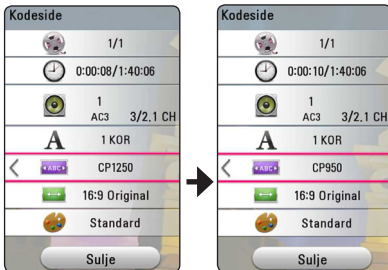 Kodeside
1/1
0:00:08/1:40:06
1
AC3 3/2.1 CH
A 1 KOR
ABC CP1250
16:9 Original
Standard
Sulje
Kodeside
1/1
0:00:10/1:40:06
1
AC3 3/2.1 CH
A 1 KOR
ABC CP950
16:9 Original
Standard
Sulje